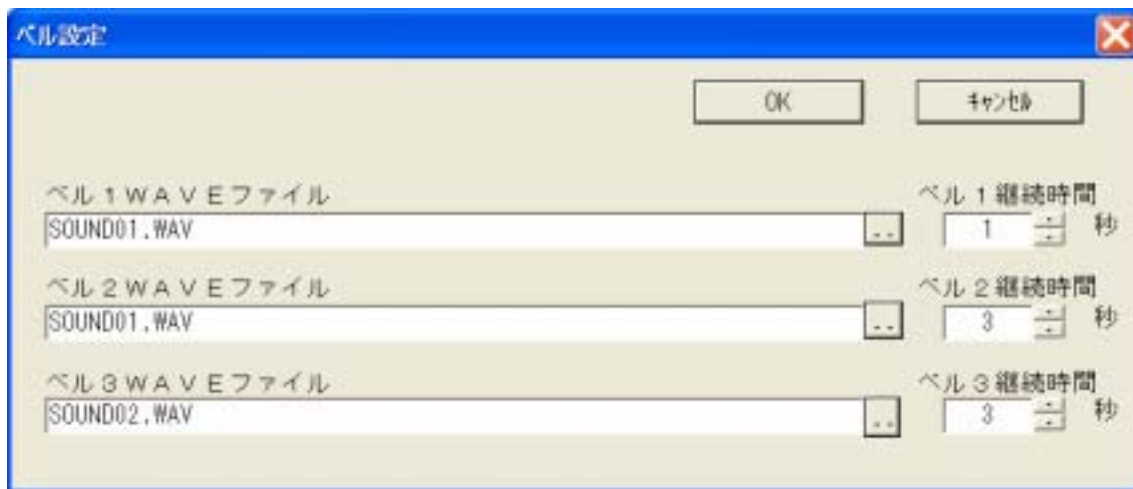 ベル設定
OK ｷｬﾝｾﾙ
ベル１ＷＡＶＥファイル ベル１継続時間
SOUND01.WAV .. 1 秒
ベル２ＷＡＶＥファイル ベル２継続時間
SOUND01.WAV .. 3 秒
ベル３ＷＡＶＥファイル ベル３継続時間
SOUND02.WAV .. 3 秒